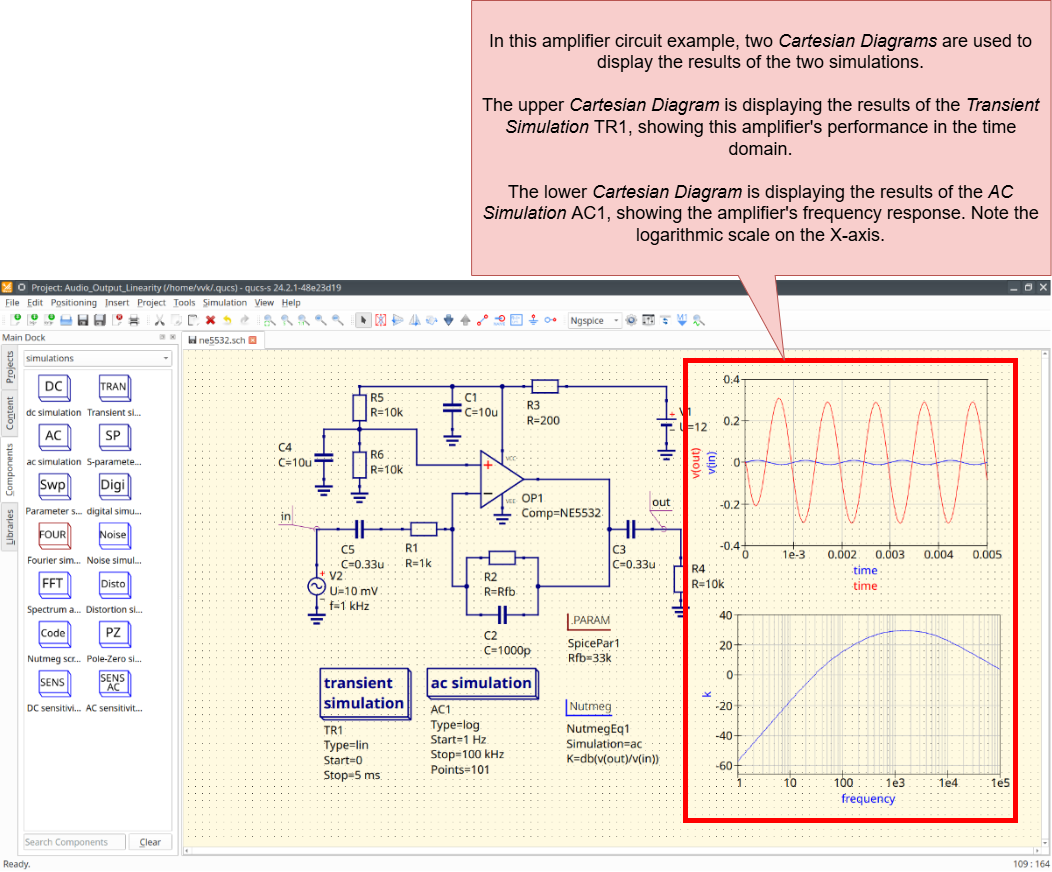 In this amplifier circuit example, two Cartesian Diagrams are used to
display the results of the two simulations.
The upper Cartesian Diagram is displaying the results of the Transient
Simulation TR1, showing this amplifier's performance in the time
domain.
The lower Cartesian Diagram is displaying the results of the AC
Simulation AC1, showing the amplifier's frequency response. Note the
logarithmic scale on the X-axis.
Project: Audio_Output_Linearity (/home/vvk/.qucs) - qucs-s 24.2.1-48e23d19
File Edit Positioning Insert Project Tools Simulation View Help
Ngspice
Main Dock
ne5532.sch
Projects
Content
Components
Libraries
simulations
DC TRAN
dc simulation Transient si...
AC SP
ac simulation S-paramete...
Swp Digi
Parameter s... digital simu...
FOUR Noise
Fourier sim... Noise simul...
FFT Disto
Spectrum a... Distortion si...
Code PZ
Nutmeg scr... Pole-Zero si...
SENS SENS AC
DC sensitivi... AC sensitivit...
Search Components Clear
R5
R=10k
C1
C=10u
R3
R=200
V1
U=12
C4
C=10u
R6
R=10k
VCC
VCC
OP1
Comp=NE5532
in
out
C5
C=0.33u
R1
R=1k
C3
C=0.33u
R4
R=10k
V2
U=10 mV
f=1 kHz
R2
R=Rfb
C2
C=1000p
.PARAM
SpicePar1
Rfb=33k
transient
simulation
TR1
Type=lin
Start=0
Stop=5 ms
ac simulation
AC1
Type=log
Start=1 Hz
Stop=100 kHz
Points=101
Nutmeg
NutmegEq1
Simulation=ac
K=db(v(out)/v(in))
0.4
0.2
0
-0.2
-0.4
v(out)
v(in)
0 1e-3 0.002 0.003 0.004 0.005
time
time
40
20
0
-20
-40
-60
k
1 10 100 1e3 1e4 1e5
frequency
Ready.
109 : 164